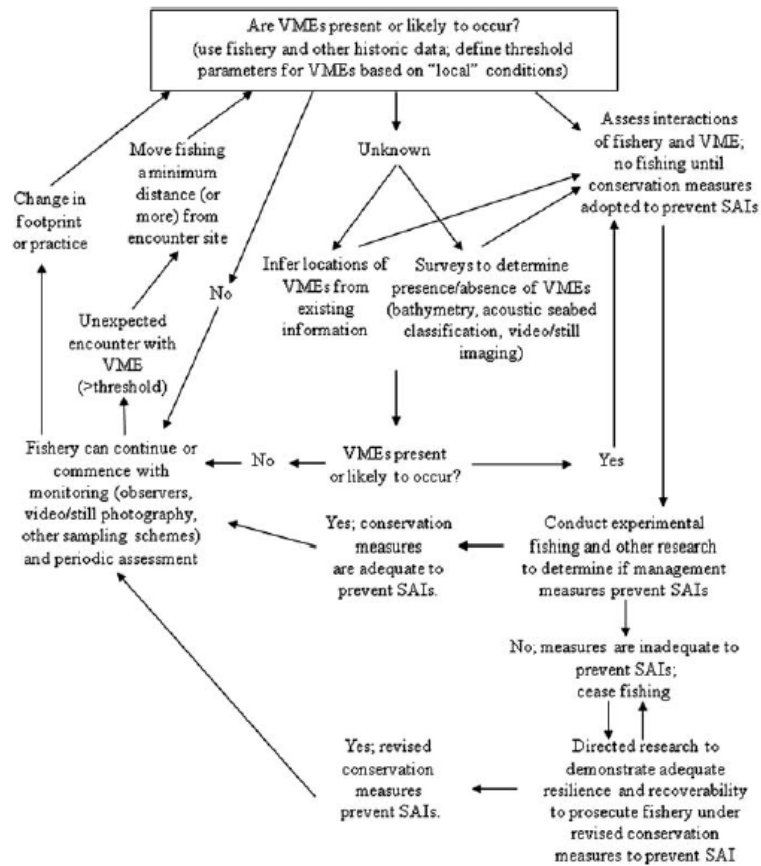 Are VMEs present or likely to occur?
(use fishery and other historic data; define threshold
parameters for VMEs based on “local” conditions)
Move fishing
a minimum
distance (or
more) from
encounter site
Unknown
Assess interactions
of fishery and VME;
no fishing until
conservation measures
adopted to prevent SAIs
Change in
footprint
or practice
No
Infer locations of
VMEs from
existing
information
Surveys to determine
presence/absence of VMEs
(bathymetry, acoustic seabed
classification, video/still
imaging)
Unexpected
encounter with
VME
(>threshold)
Fishery can continue or
commence with
monitoring (observers,
video/still photography,
other sampling schemes)
and periodic assessment
No
VMEs present
or likely to occur?
Yes
Yes; conservation
measures
are adequate to
prevent SAIs.
Conduct experimental
fishing and other research
to determine if management
measures prevent SAIs
No; measures are inadequate to
prevent SAIs;
cease fishing
Yes; revised
conservation
measures
prevent SAIs.
Directed research to
demonstrate adequate
resilience and recoverability
to prosecute fishery under
revised conservation
measures to prevent SAI